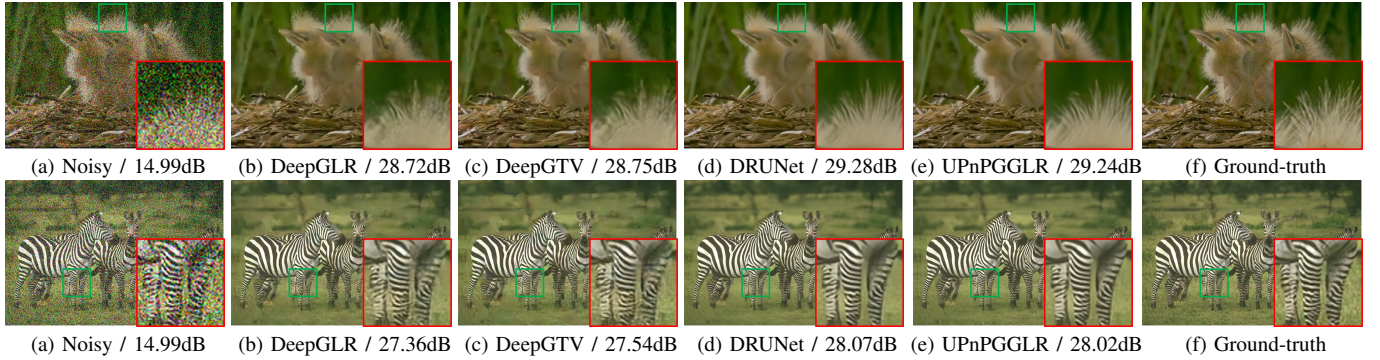 (a) Noisy / 14.99dB (b) DeepGLR / 28.72dB (c) DeepGTV / 28.75dB (d) DRUNet / 29.28dB (e) UPnPGGLR / 29.24dB (f) Ground-truth
(a) Noisy / 14.99dB (b) DeepGLR / 27.36dB (c) DeepGTV / 27.54dB (d) DRUNet / 28.07dB (e) UPnPGGLR / 28.02dB (f) Ground-truth